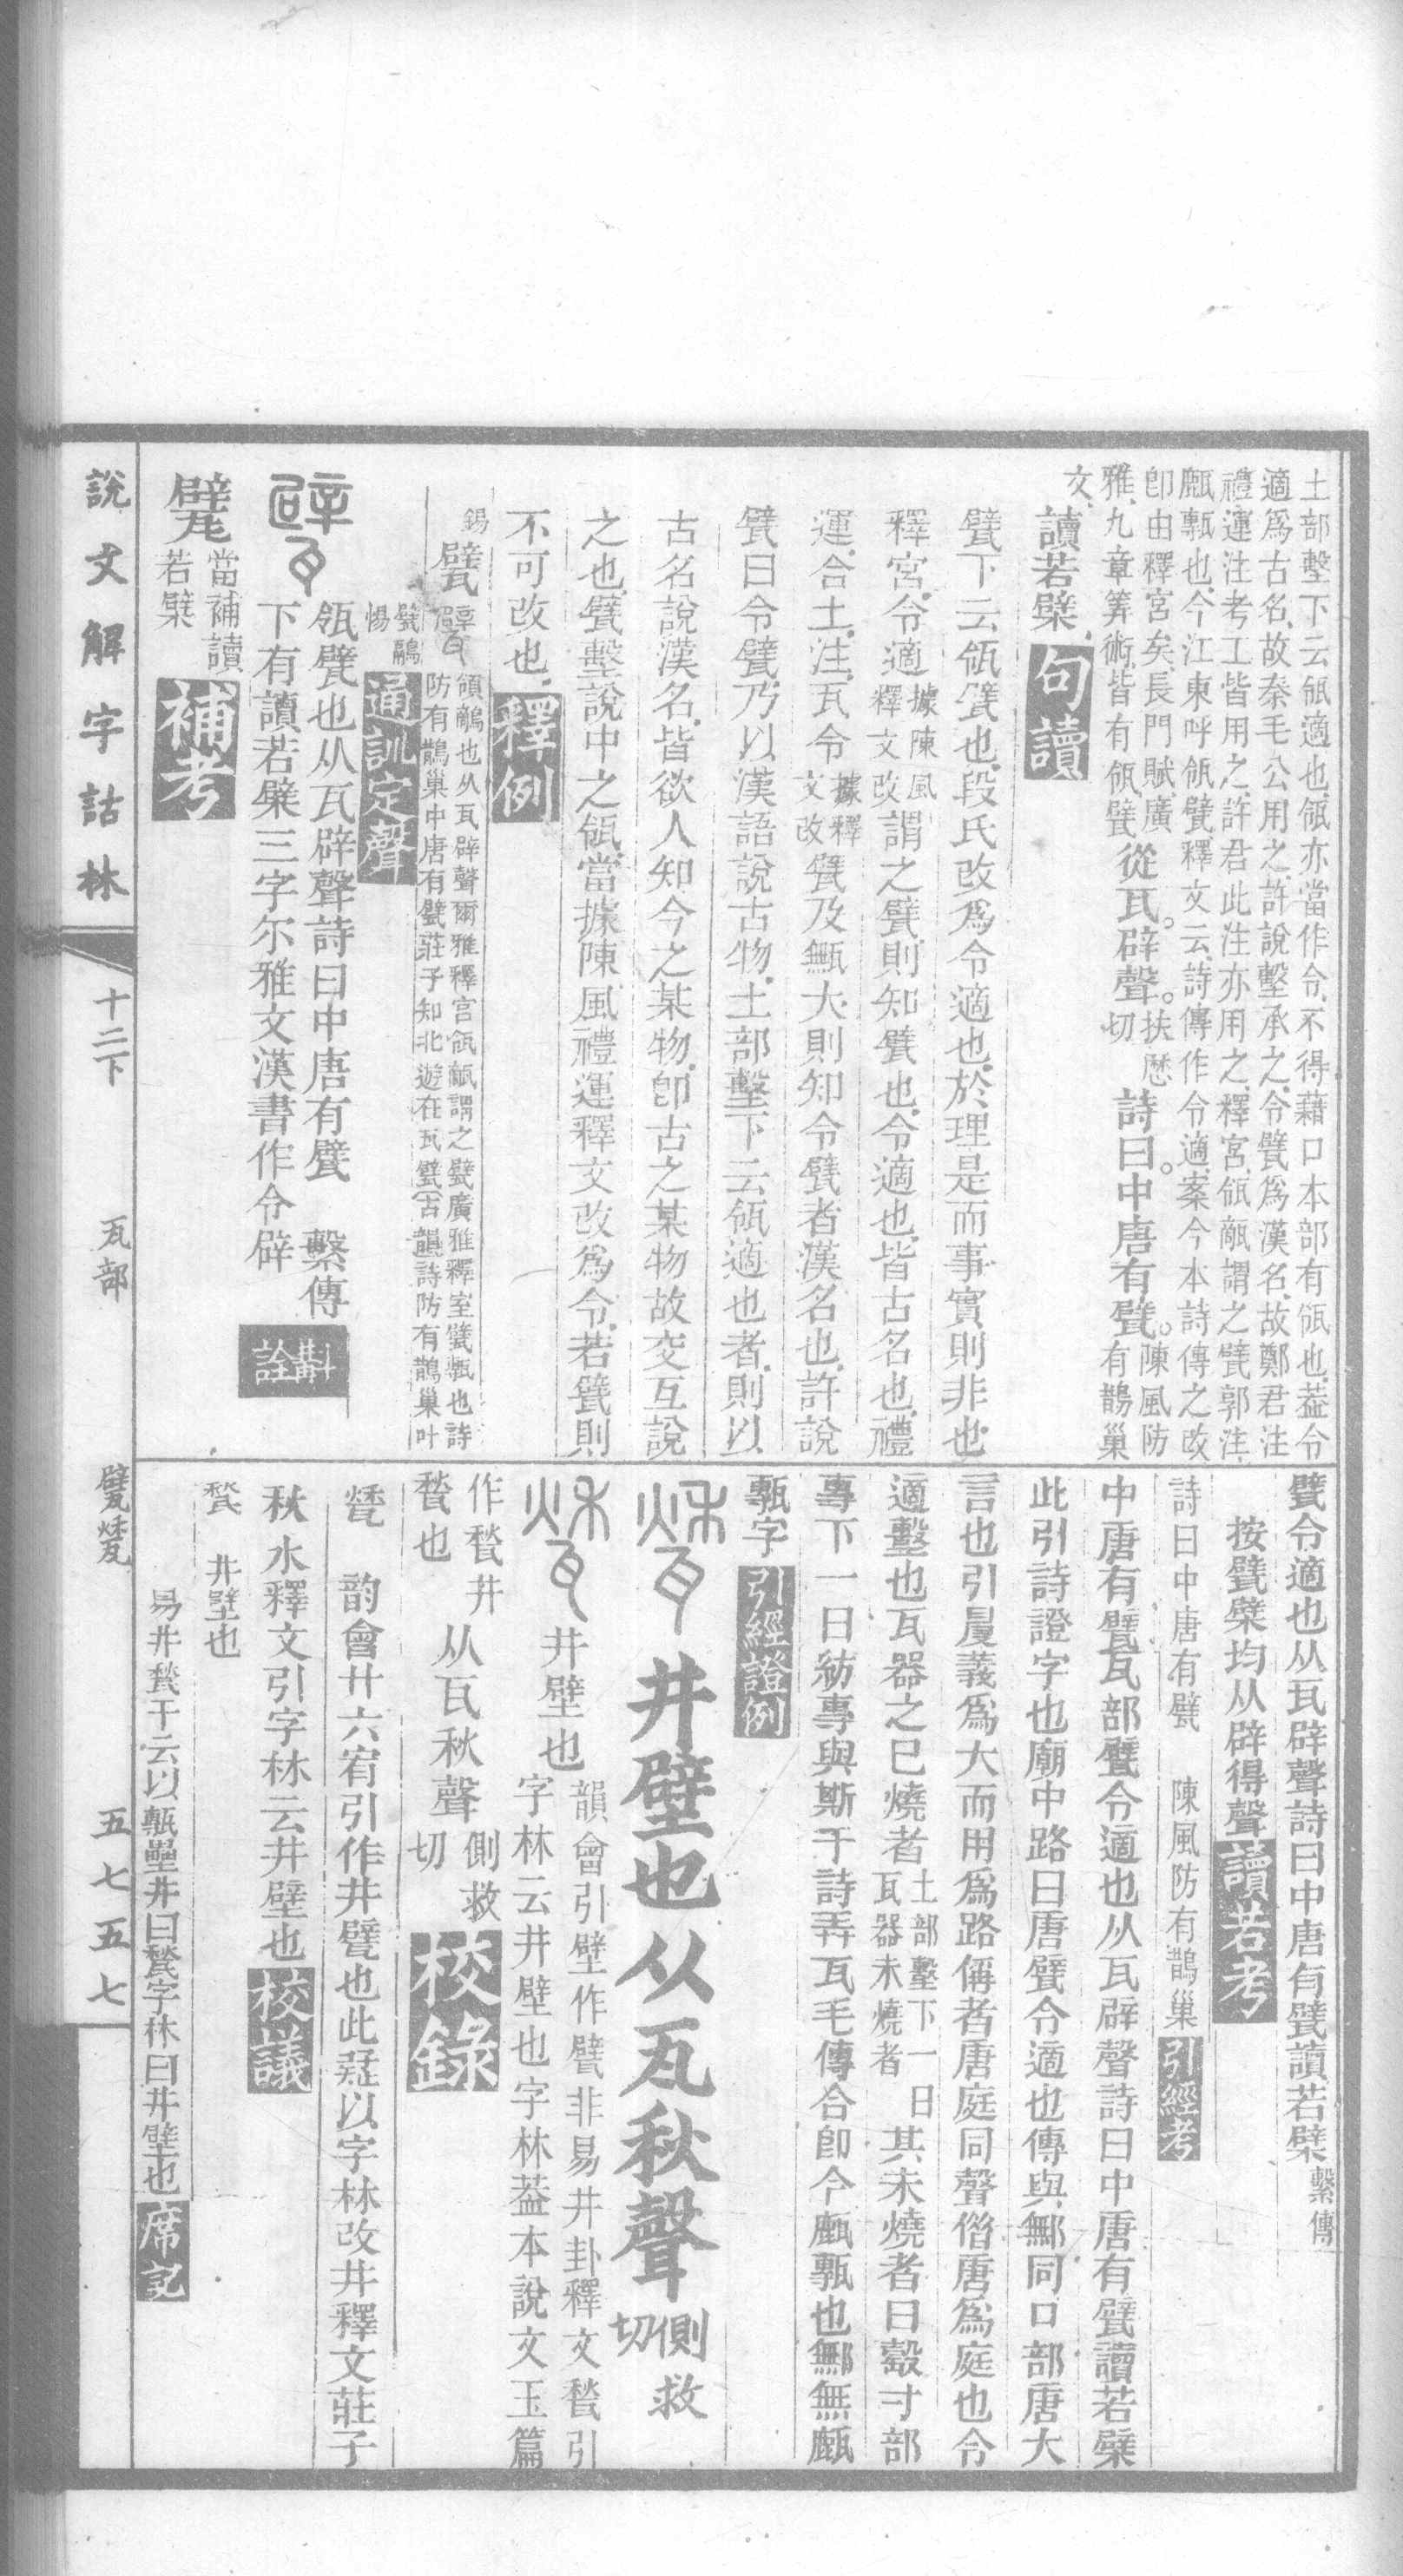 土部墼下云瓴適也瓴亦當作令不得藉口本部有瓴也葢令
適爲古名故秦毛公用之許說墼承之令甓爲漢名故鄭君注
禮運注考工皆用之許君此注亦用之釋宮瓴甋謂之甓郭注
㼾甎也今江東呼瓴甓釋文云詩傳作令適案今本詩傳之改
卽由釋宮矣長門賦廣
雅九章筭術皆有瓴甓從瓦。辟聲。扶歷切詩曰。中唐有甓。陳風防有鵲巢
文讀若檗句讀
甓下云瓴甓也段氏改爲令適也於理是而事實則非也
釋宮令適據陳風釋文改謂之甓則知甓也令適也皆古名也禮
運合土注瓦令據釋文改甓及甒大則知令甓者漢名也許說
甓曰令甓乃以漢語說古物土部墼下云瓴適也者則以
古名說漢名皆欲人知今之某物卽古之某物故交互說
之也甓墼說中之瓴當據陳風禮運釋文改爲令若甓則
不可改也釋例
甓瓴甋也从瓦辟聲爾雅釋宮瓴甋謂之甓廣雅釋室甓甎也詩
防有鵲巢中唐有甓莊子知北遊在瓦甓古韻詩防有鵲巢叶
甓鷊惕通訓定聲
瓴甓也从瓦辟聲詩曰中唐有甓 繫傳
下有讀若檗三字尒雅文漢書作令辟斠詮
甓當補讀若檗補考
說文解字詁林 十二下 瓦部 甓甃 五七五七
甓令適也从瓦辟聲詩曰中唐有甓讀若檗繫傳
按甓檗均从辟得聲讀若考
詩曰中唐有甓 陳風防有鵲巢引經考
中唐有甓瓦部甓令適也从瓦辟聲詩曰中唐有甓讀若檗
此引詩證字也廟中路曰唐甓令適也傳與鄦同口部唐大
言也引㬅義爲大而用爲路偁者唐庭同聲偺唐爲庭也令
適墼也瓦器之已燒者土部墼下一曰瓦器未燒者其未燒者曰瑴寸部
專下一曰紡專與斯干詩弄瓦毛傳合卽今㼾甎也鄦無㼾
甎字引經證例
井壁也从瓦秋聲側救切
井壁也韻會引壁作甓非易井卦釋文甃引
字林云井壁也字林葢本說文玉篇
作甃井
甃也从瓦秋聲側救切校錄
甃 韵會廿六宥引作井甓也此疑以字林改井釋文莊子
秋水釋文引字林云井壁也校議
甃 井壁也
易井甃干云以甎壘井曰甃字林曰井壁也席記